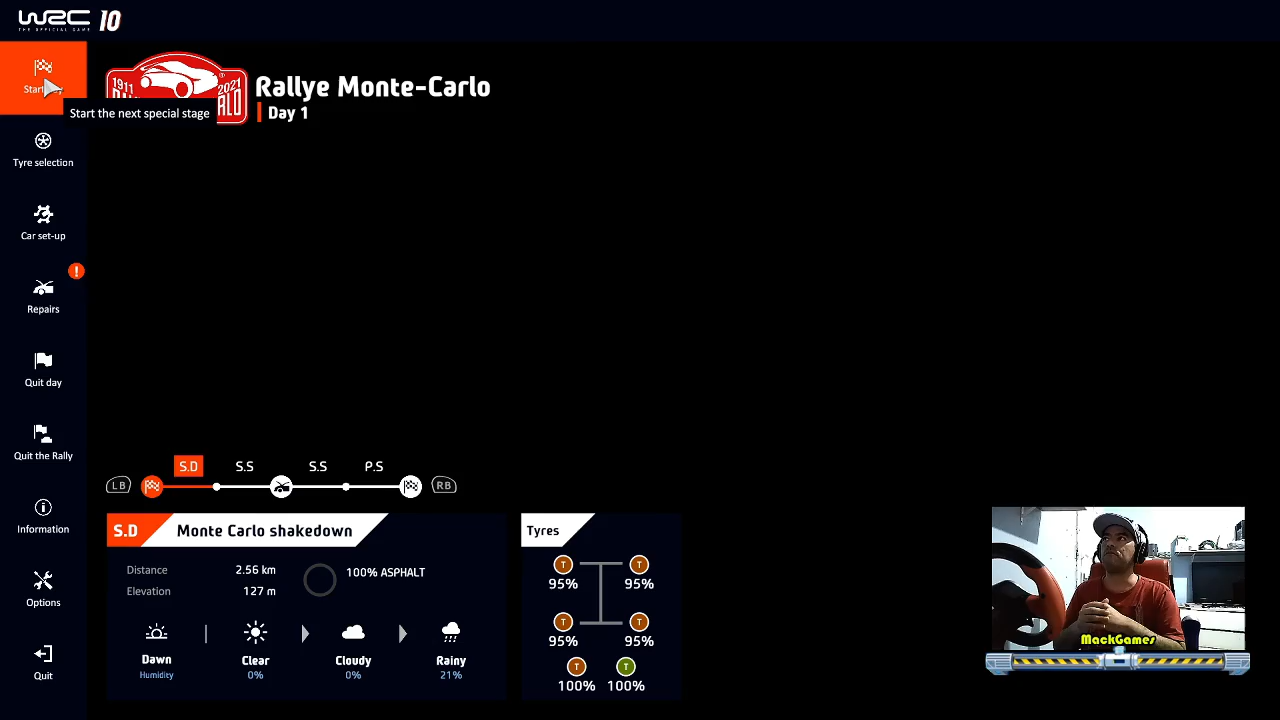 WRC 10
THE OFFICIAL GAME
1911
2021
Rallye Monte-Carlo
Day 1
Start the next special stage
Tyre selection
Car set-up
!
Repairs
Quit day
Quit the Rally
Information
Options
Quit
S.D S.S S.S P.S
LB
RB
S.D Monte Carlo shakedown
Distance 2.56 km
Elevation 127 m
100% ASPHALT
Dawn Clear Cloudy Rainy
Humidity 0% 0% 21%
Tyres
T T
95% 95%
T T
95% 95%
T T
100% 100%
MackGames